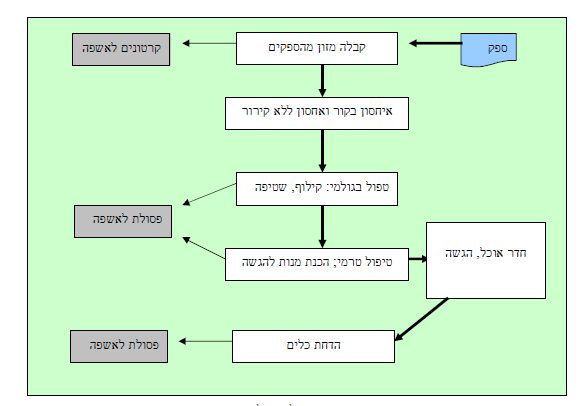 ספק
קבלה מזון מהספקים
קרטונים לאשפה
איחסון בקור ואחסון ללא קירור
טפול בגולמי: קילוף, שטיפה
פסולת לאשפה
טיפול טרמי; הכנת מנות להגשה
חדר אוכל, הגשה
הדחת כלים
פסולת לאשפה